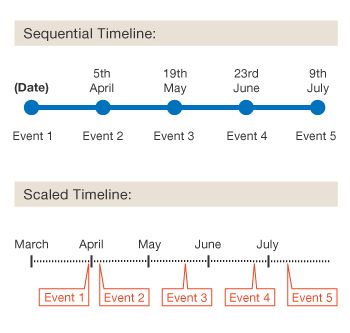 Sequential Timeline:
5th 19th 23rd 9th
(Date) April May June July
Event 1 Event 2 Event 3 Event 4 Event 5
Scaled Timeline:
March April May June July
Event 1 Event 2 Event 3 Event 4 Event 5